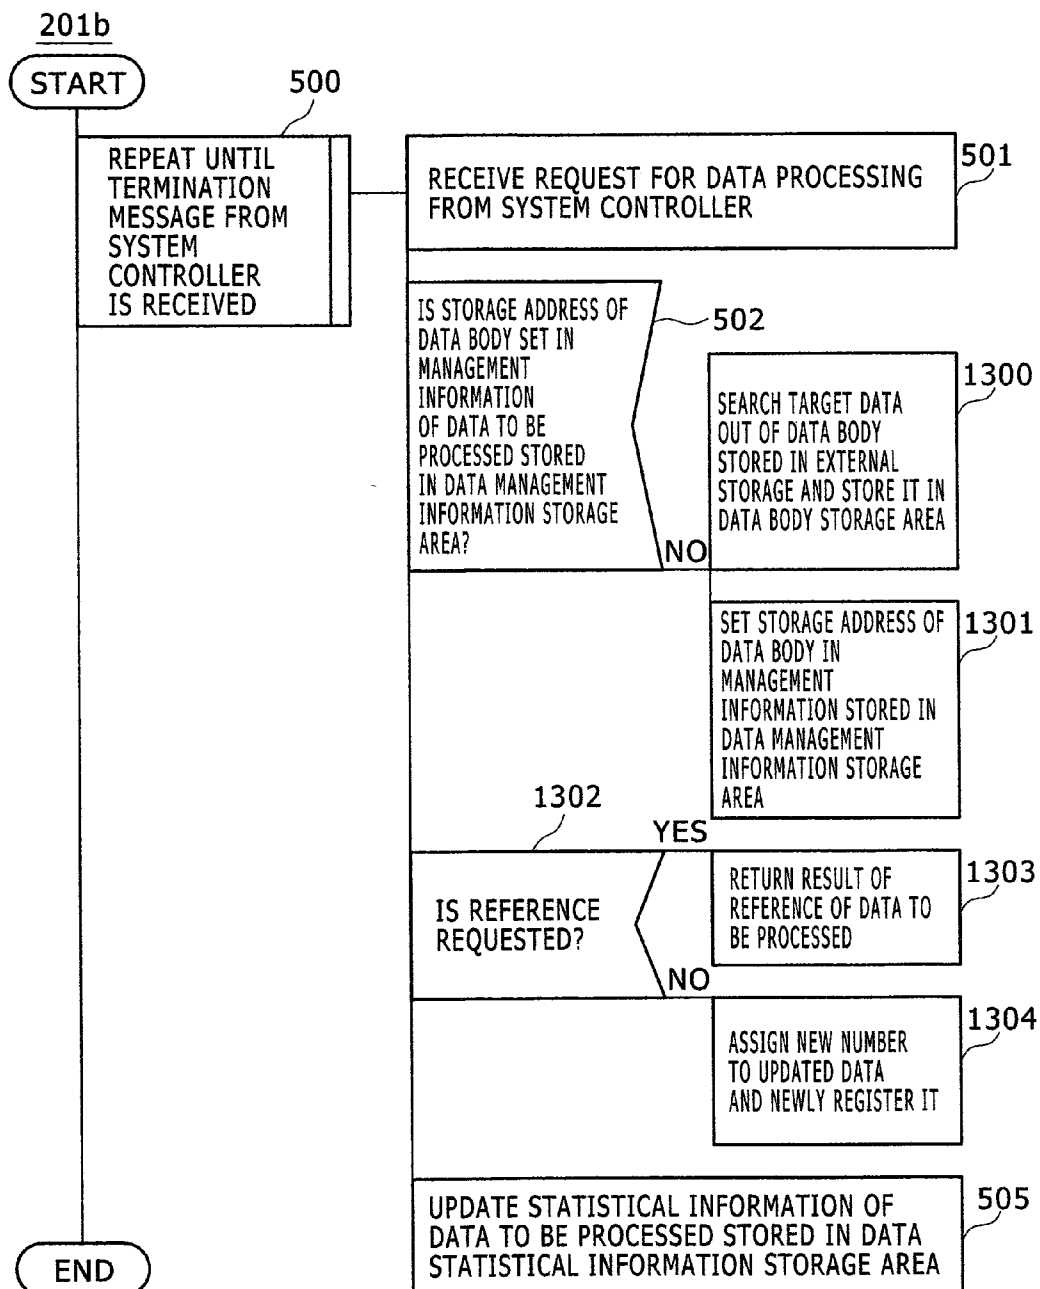 201b
START
500
REPEAT UNTIL
TERMINATION
MESSAGE FROM
SYSTEM
CONTROLLER
IS RECEIVED
RECEIVE REQUEST FOR DATA PROCESSING
FROM SYSTEM CONTROLLER
501
IS STORAGE ADDRESS OF
DATA BODY SET IN
MANAGEMENT
INFORMATION
OF DATA TO BE
PROCESSED STORED
IN DATA MANAGEMENT
INFORMATION STORAGE
AREA?
502
NO
SEARCH TARGET DATA
OUT OF DATA BODY
STORED IN EXTERNAL
STORAGE AND STORE IT IN
DATA BODY STORAGE AREA
1300
SET STORAGE ADDRESS OF
DATA BODY IN
MANAGEMENT
INFORMATION STORED IN
DATA MANAGEMENT
INFORMATION STORAGE
AREA
1301
1302
IS REFERENCE
REQUESTED?
YES
RETURN RESULT OF
REFERENCE OF DATA TO
BE PROCESSED
1303
NO
ASSIGN NEW NUMBER
TO UPDATED DATA
AND NEWLY REGISTER IT
1304
UPDATE STATISTICAL INFORMATION OF
DATA TO BE PROCESSED STORED IN DATA
STATISTICAL INFORMATION STORAGE AREA
505
END